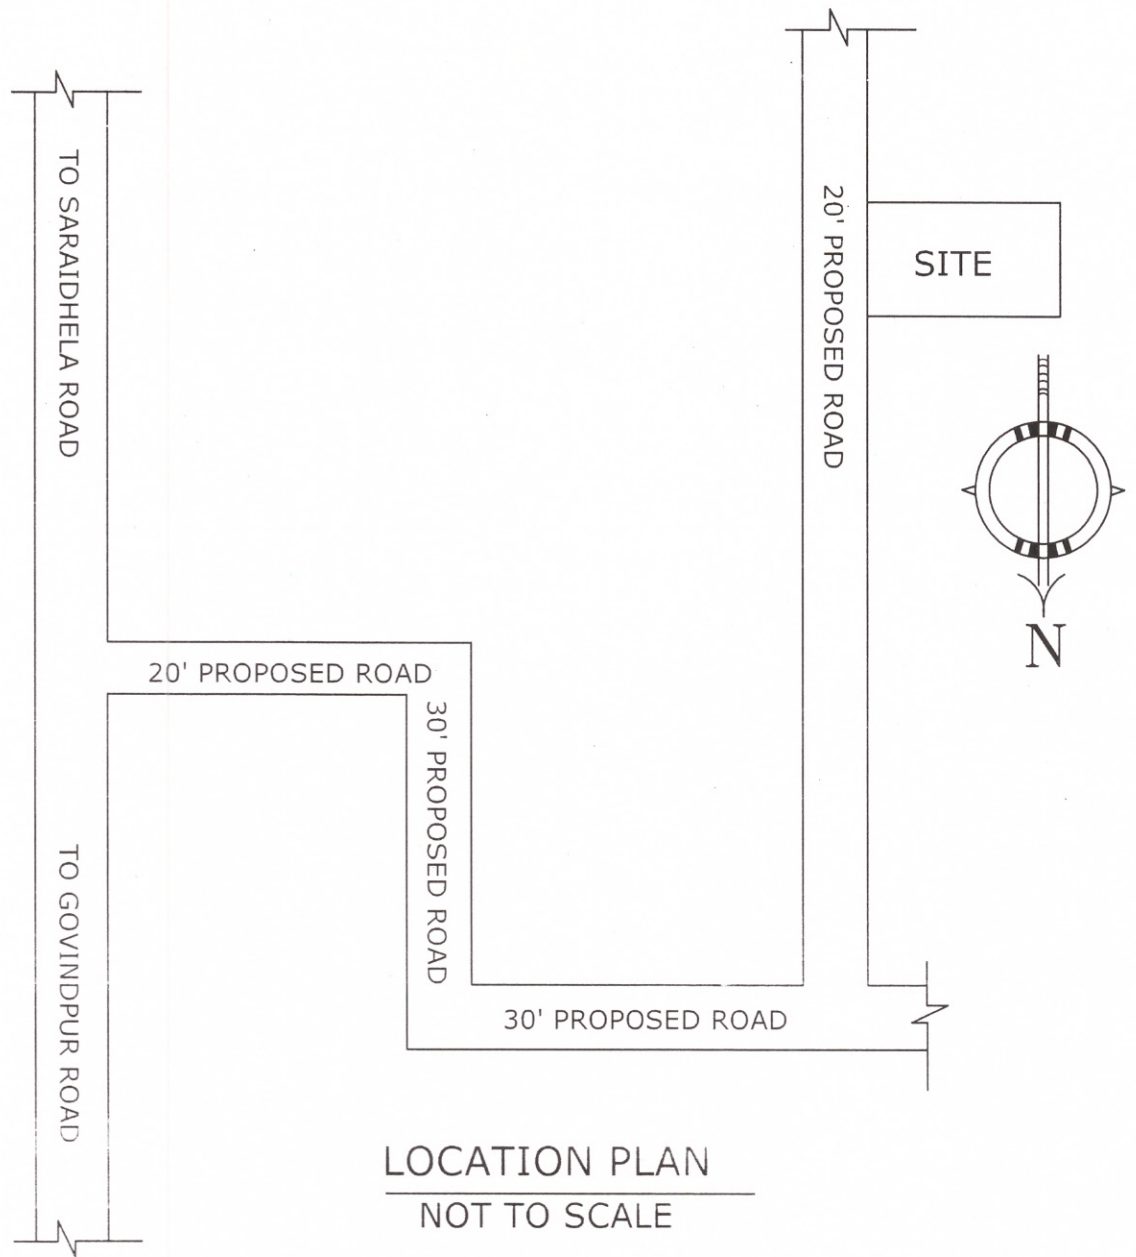 TO SARAIDHELA ROAD
20' PROPOSED ROAD
SITE
N
20' PROPOSED ROAD
30' PROPOSED ROAD
TO GOVINDPUR ROAD
30' PROPOSED ROAD
LOCATION PLAN
NOT TO SCALE